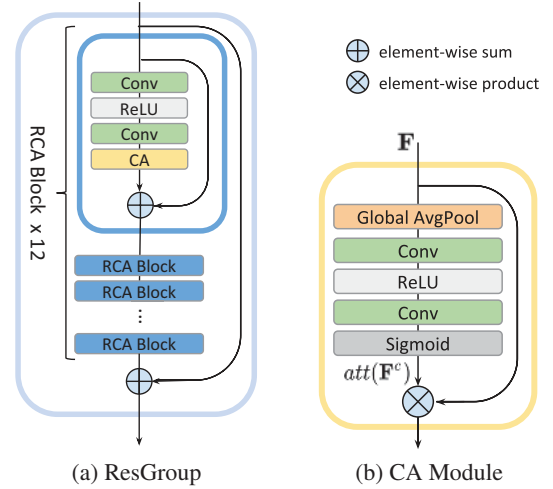 element-wise sum
element-wise product
RCA Block x 12
Conv
ReLU
Conv
CA
RCA Block
RCA Block
...
RCA Block
(a) ResGroup
F
Global AvgPool
Conv
ReLU
Conv
Sigmoid
att(F^c)
(b) CA Module